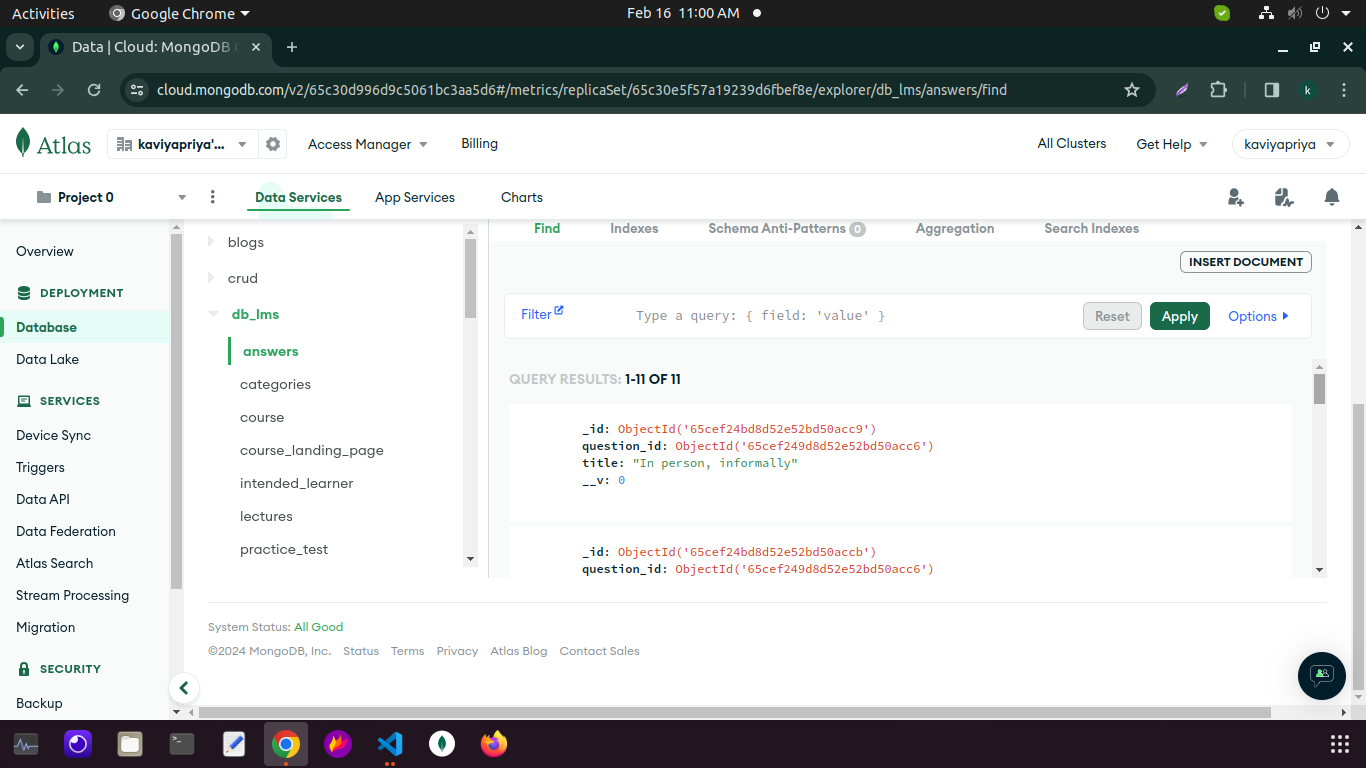 Activities
Google Chrome
Feb 16 11:00 AM
Data | Cloud: MongoDB
cloud.mongodb.com/v2/65c30d996d9c5061bc3aa5d6#/metrics/replicaSet/65c30e5f57a19239d6fbef8e/explorer/db_lms/answers/find
k
Atlas
kaviyapriya'...
Access Manager
Billing
All Clusters
Get Help
kaviyapriya
Project 0
Data Services
App Services
Charts
Overview
DEPLOYMENT
Database
Data Lake
SERVICES
Device Sync
Triggers
Data API
Data Federation
Atlas Search
Stream Processing
Migration
SECURITY
Backup
blogs
crud
db_lms
answers
categories
course
course_landing_page
intended_learner
lectures
practice_test
Find
Indexes
Schema Anti-Patterns 0
Aggregation
Search Indexes
INSERT DOCUMENT
Filter
Type a query: { field: 'value' }
Reset
Apply
Options
QUERY RESULTS: 1-11 OF 11
_id: ObjectId('65cef24bd8d52e52bd50acc9')
question_id: ObjectId('65cef249d8d52e52bd50acc6')
title: "In person, informally"
__v: 0
_id: ObjectId('65cef24bd8d52e52bd50accb')
question_id: ObjectId('65cef249d8d52e52bd50acc6')
System Status: All Good
©2024 MongoDB, Inc. Status Terms Privacy Atlas Blog Contact Sales